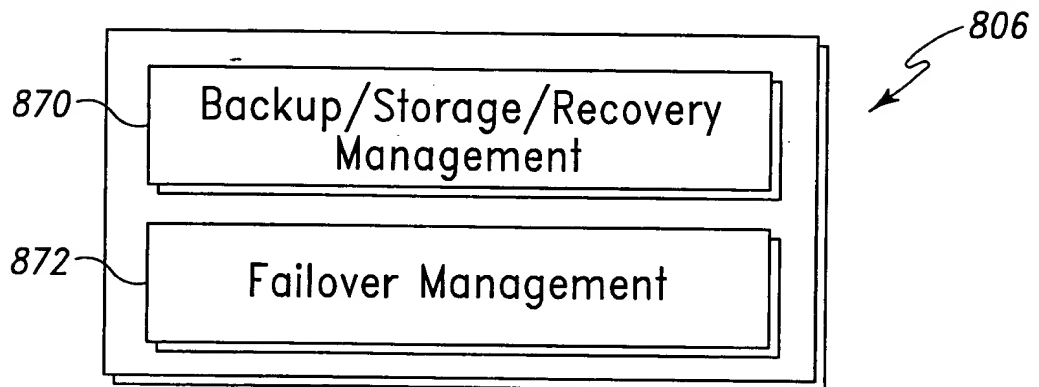 806
870
Backup/Storage/Recovery
Management
872
Failover Management